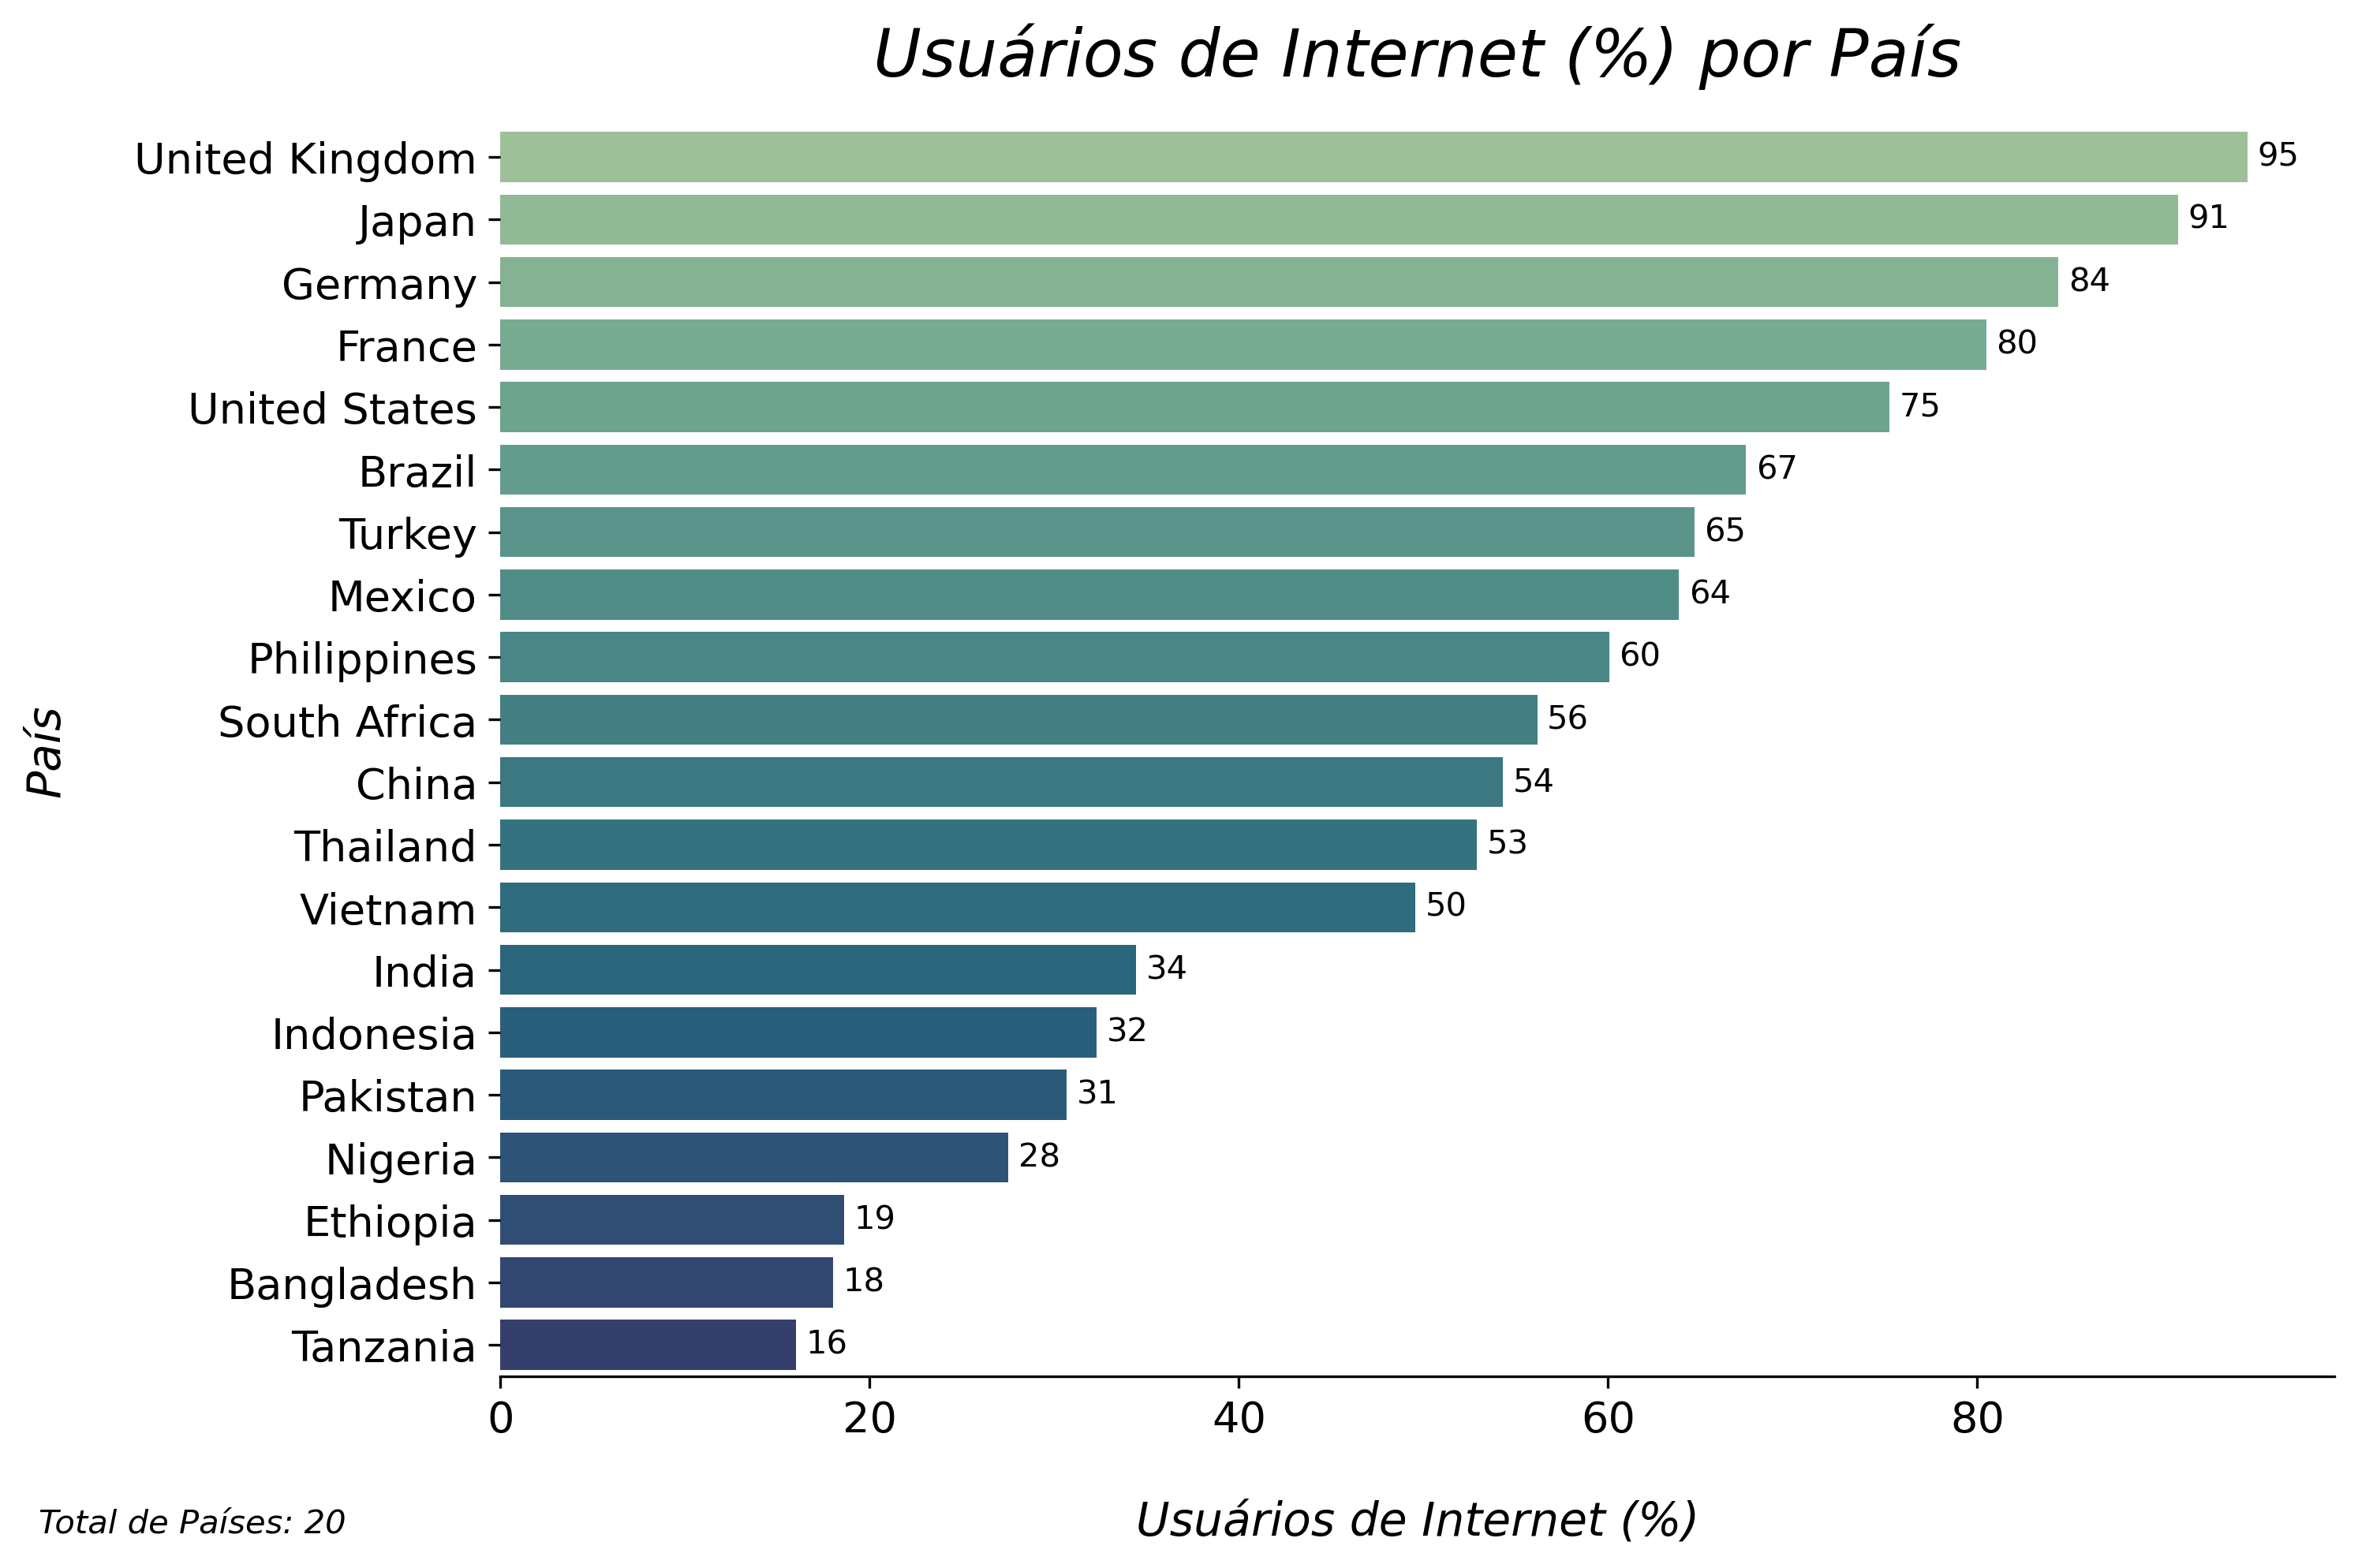 Usuários de Internet (%) por País
United Kingdom 95
Japan 91
Germany 84
France 80
United States 75
Brazil 67
Turkey 65
Mexico 64
Philippines 60
South Africa 56
China 54
Thailand 53
Vietnam 50
India 34
Indonesia 32
Pakistan 31
Nigeria 28
Ethiopia 19
Bangladesh 18
Tanzania 16
País
0 20 40 60 80
Usuários de Internet (%)
Total de Países: 20